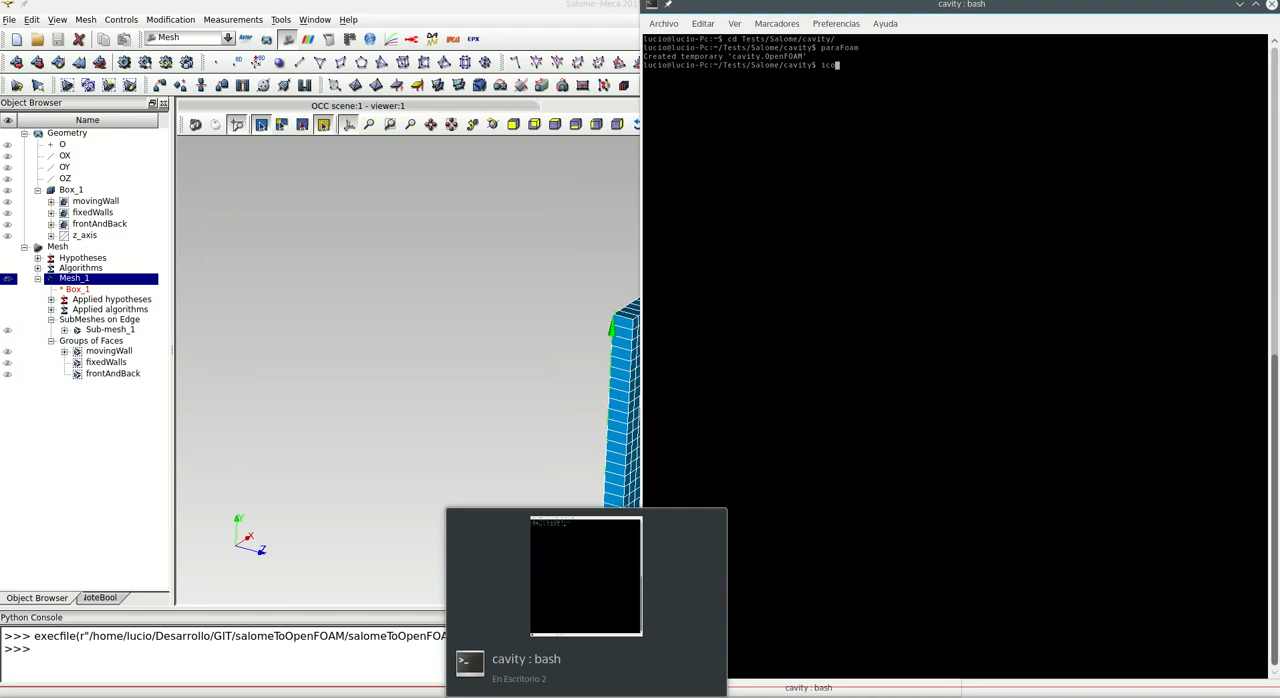 Salome-Meca 201
File Edit View Mesh Controls Modification Measurements Tools Window Help
Mesh
EPX
Object Browser
OCC scene:1 - viewer:1
Name
Geometry
O
OX
OY
OZ
Box_1
movingWall
fixedWalls
frontAndBack
z_axis
Mesh
Hypotheses
Algorithms
Mesh_1
* Box_1
Applied hypotheses
Applied algorithms
SubMeshes on Edge
Sub-mesh_1
Groups of Faces
movingWall
fixedWalls
frontAndBack
Y
X
Z
Object Browser
NoteBool
Python Console
>>> execfile(r"/home/lucio/Desarrollo/GIT/salomeToOpenFOAM/salomeToOpenFOA
>>>
cavity : bash
Archivo Editar Ver Marcadores Preferencias Ayuda
lucio@lucio-Pc:~$ cd Tests/Salome/cavity/
lucio@lucio-Pc:~/Tests/Salome/cavity$ paraFoam
Created temporary 'cavity.OpenFOAM'
lucio@lucio-Pc:~/Tests/Salome/cavity$ ico
cavity : bash
En Escritorio 2
cavity : bash